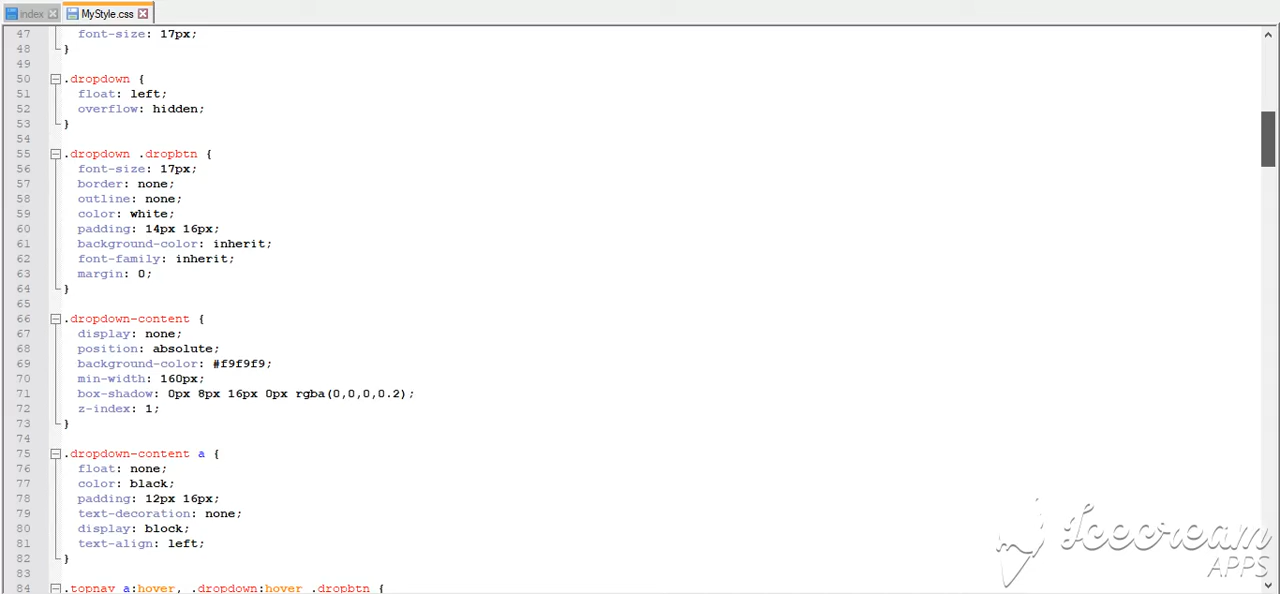 index MyStyle.css
47 font-size: 17px;
48 }
49
50 .dropdown {
51 float: left;
52 overflow: hidden;
53 }
54
55 .dropdown .dropbtn {
56 font-size: 17px;
57 border: none;
58 outline: none;
59 color: white;
60 padding: 14px 16px;
61 background-color: inherit;
62 font-family: inherit;
63 margin: 0;
64 }
65
66 .dropdown-content {
67 display: none;
68 position: absolute;
69 background-color: #f9f9f9;
70 min-width: 160px;
71 box-shadow: 0px 8px 16px 0px rgba(0,0,0,0.2);
72 z-index: 1;
73 }
74
75 .dropdown-content a {
76 float: none;
77 color: black;
78 padding: 12px 16px;
79 text-decoration: none;
80 display: block;
81 text-align: left;
82 }
83
84 .topnav a:hover, .dropdown:hover .dropbtn {
Icecream
APPS